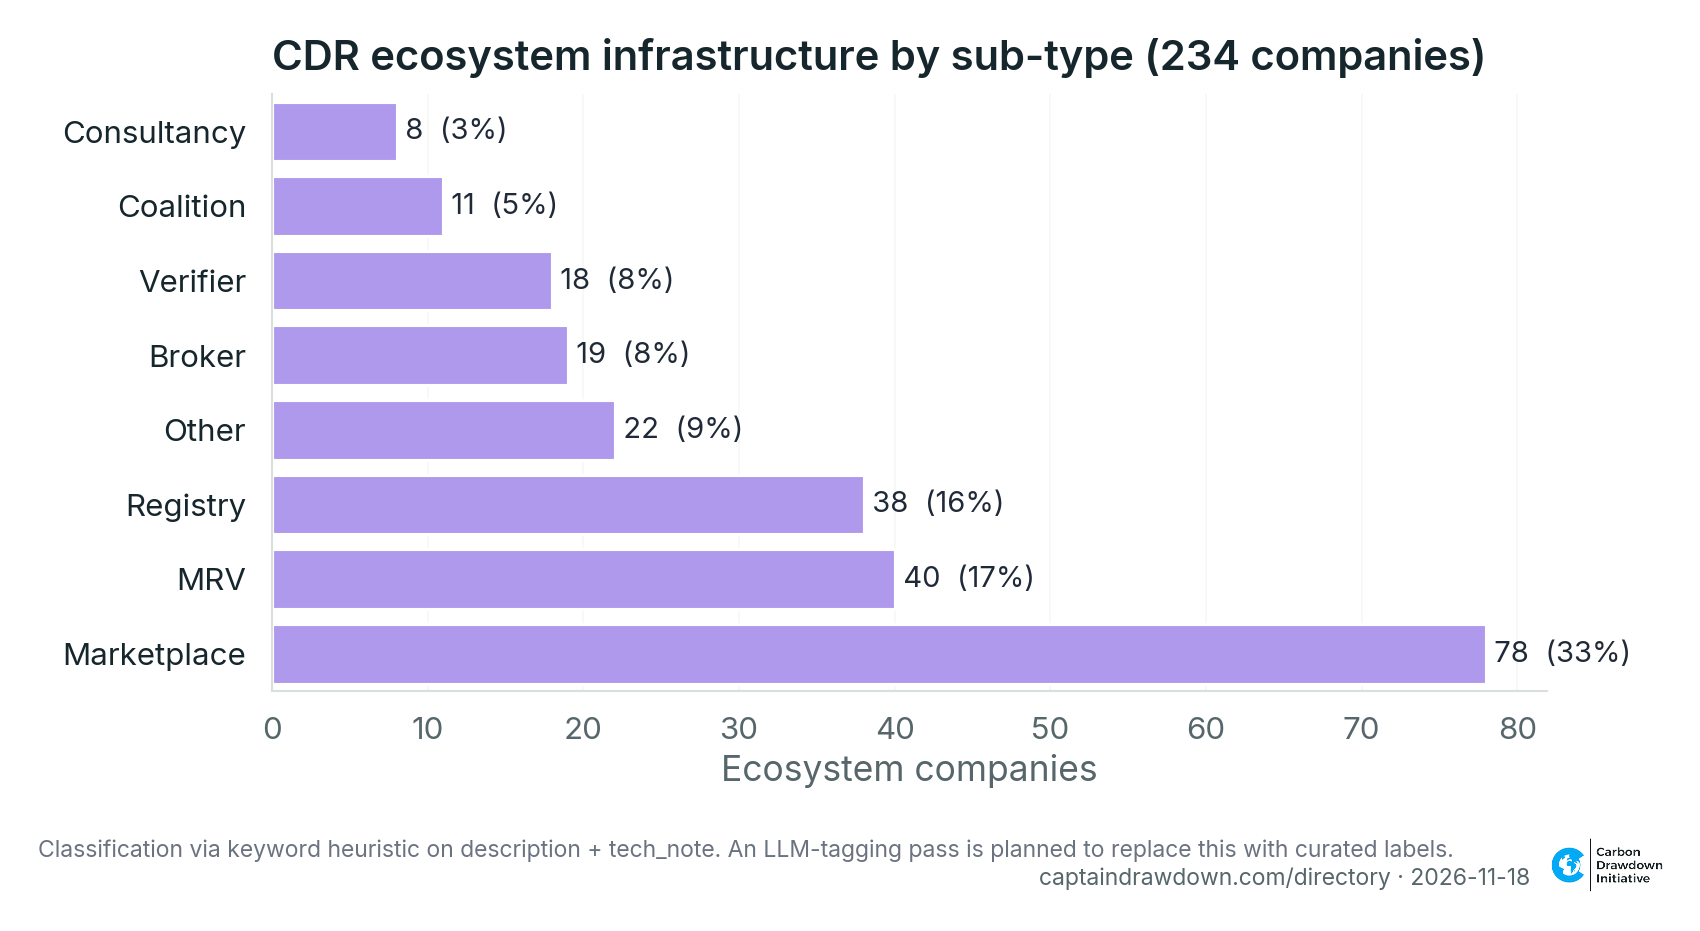 CDR ecosystem infrastructure by sub-type (234 companies)
Consultancy 8 (3%)
Coalition 11 (5%)
Verifier 18 (8%)
Broker 19 (8%)
Other 22 (9%)
Registry 38 (16%)
MRV 40 (17%)
Marketplace 78 (33%)
0 10 20 30 40 50 60 70 80
Ecosystem companies
Classification via keyword heuristic on description + tech_note. An LLM-tagging pass is planned to replace this with curated labels.
captaindrawdown.com/directory · 2026-11-18
Carbon
Drawdown
Initiative